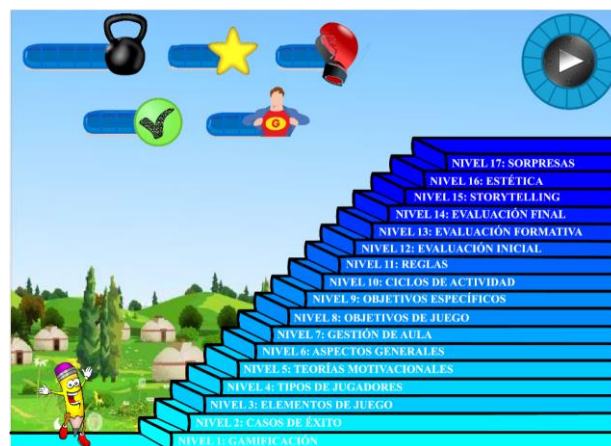 G
NIVEL 17: SORPRESAS
NIVEL 16: ESTÉTICA
NIVEL 15: STORYTELLING
NIVEL 14: EVALUACIÓN FINAL
NIVEL 13: EVALUACIÓN FORMATIVA
NIVEL 12: EVALUACIÓN INICIAL
NIVEL 11: REGLAS
NIVEL 10: CICLOS DE ACTIVIDAD
NIVEL 9: OBJETIVOS ESPECÍFICOS
NIVEL 8: OBJETIVOS DE JUEGO
NIVEL 7: GESTIÓN DE AULA
NIVEL 6: ASPECTOS GENERALES
NIVEL 5: TEORÍAS MOTIVACIONALES
NIVEL 4: TIPOS DE JUGADORES
NIVEL 3: ELEMENTOS DE JUEGO
NIVEL 2: CASOS DE ÉXITO
NIVEL 1: GAMIFICACIÓN